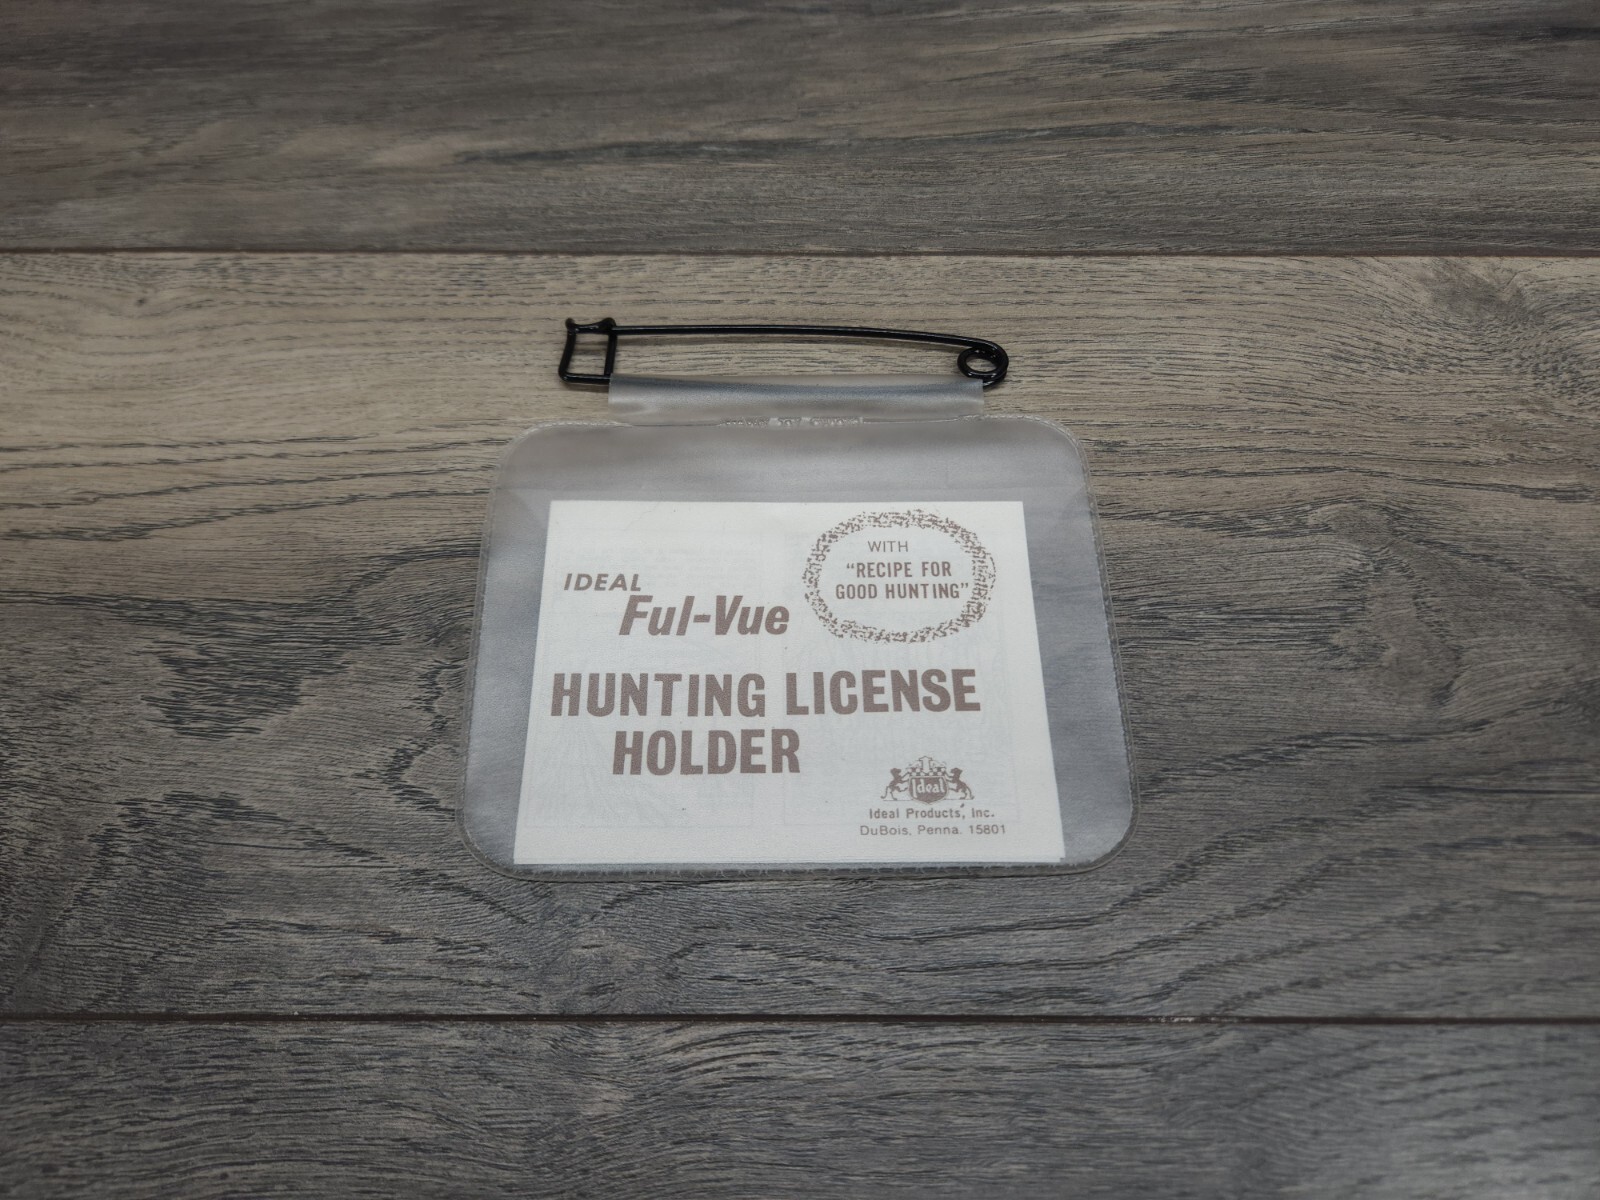 WITH
"RECIPE FOR
GOOD HUNTING"
IDEAL
Ful-Vue
HUNTING LICENSE
HOLDER
Ideal
Ideal Products, Inc.
DuBois, Penna. 15801